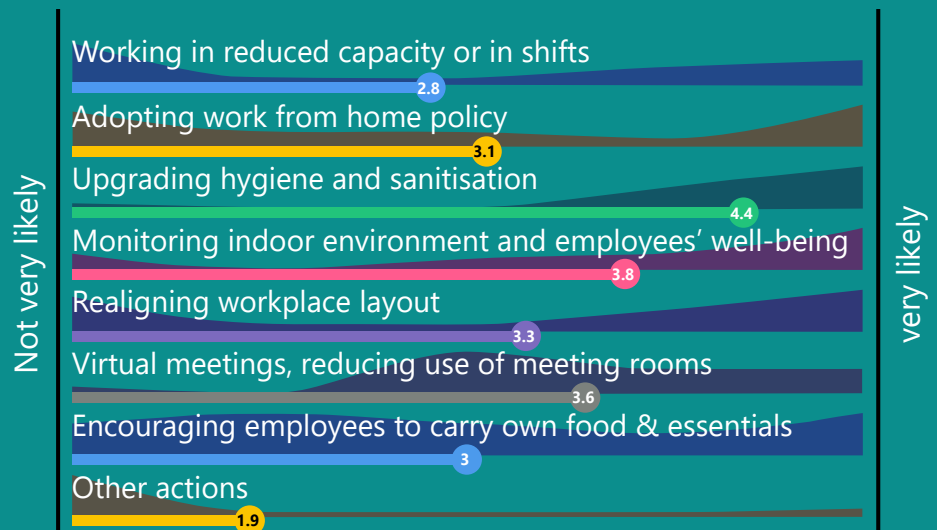 Not very likely
Working in reduced capacity or in shifts
2.8
Adopting work from home policy
3.1
Upgrading hygiene and sanitisation
4.4
Monitoring indoor environment and employees’ well-being
3.8
Realigning workplace layout
3.3
Virtual meetings, reducing use of meeting rooms
3.6
Encouraging employees to carry own food & essentials
3
Other actions
1.9
very likely